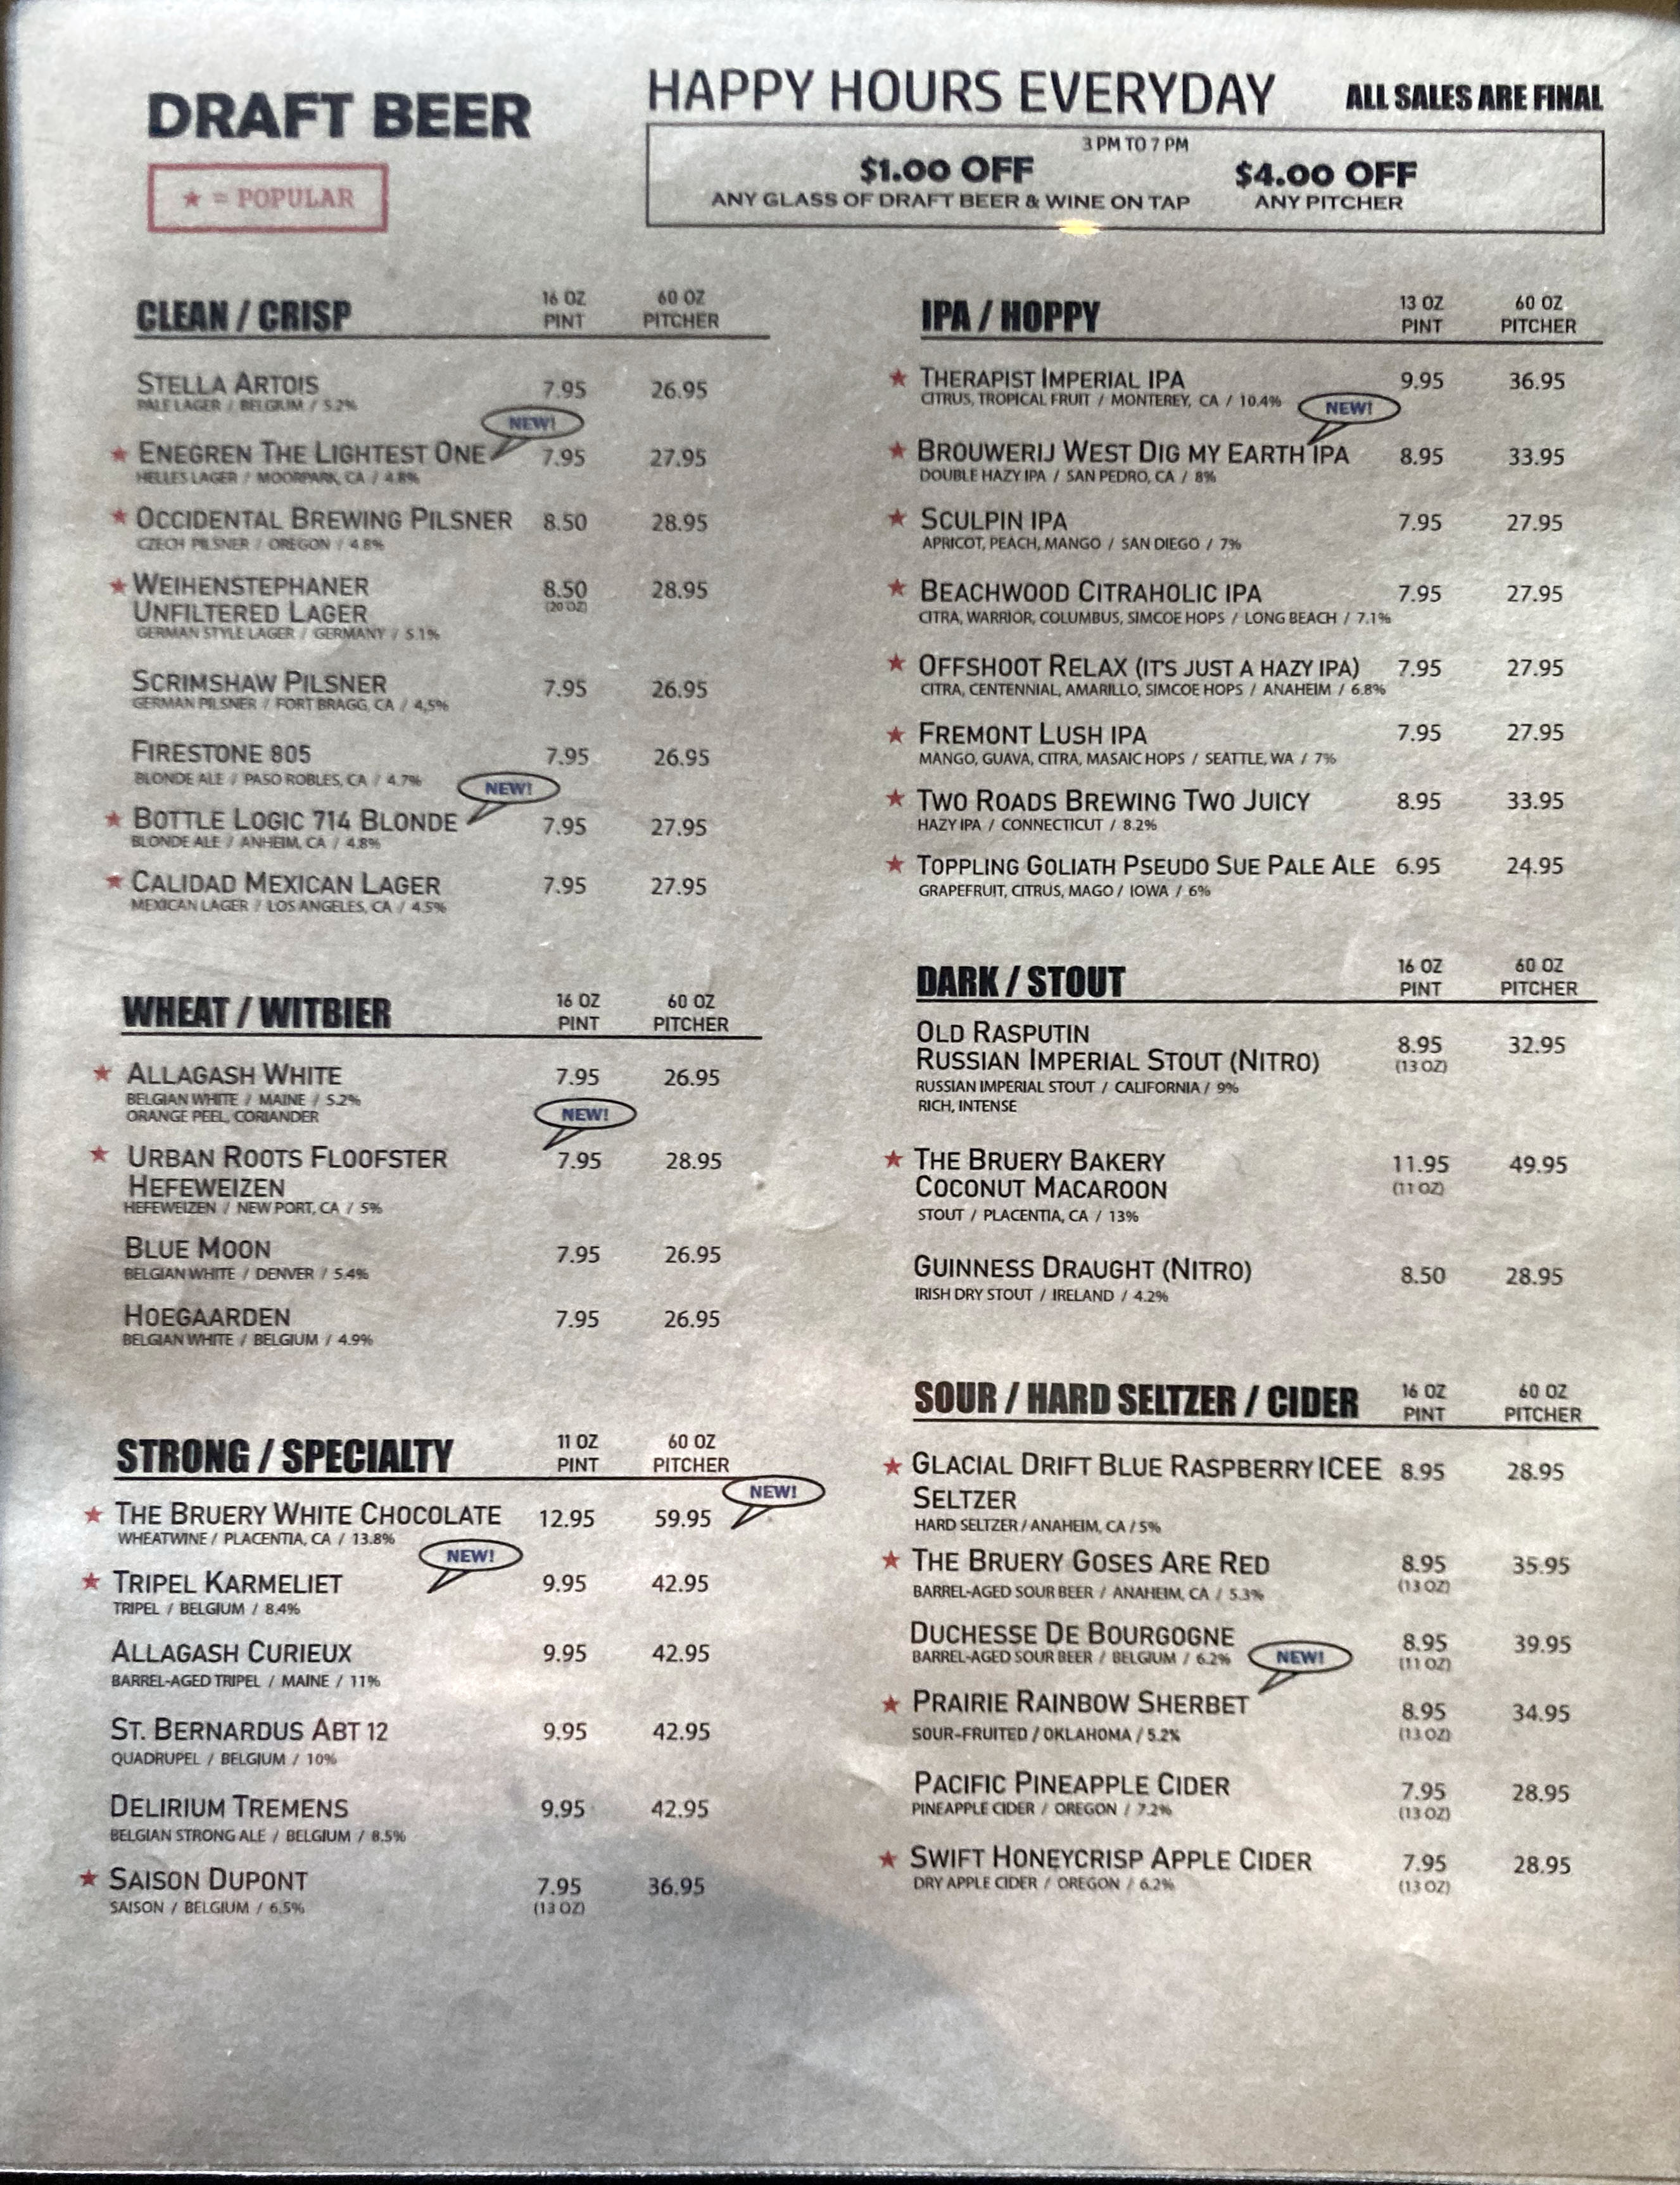 DRAFT BEER
★ = POPULAR
HAPPY HOURS EVERYDAY
ALL SALES ARE FINAL
3 PM TO 7 PM
$1.00 OFF
ANY GLASS OF DRAFT BEER & WINE ON TAP
$4.00 OFF
ANY PITCHER
CLEAN / CRISP 16 OZ PINT 60 OZ PITCHER
STELLA ARTOIS 7.95 26.95
PALE LAGER / BELGIUM / 5.2%
NEW!
★ ENEGREN THE LIGHTEST ONE 7.95 27.95
HELLES LAGER / MOORPARK, CA / 4.8%
★ OCCIDENTAL BREWING PILSNER 8.50 28.95
CZECH PILSNER / OREGON / 4.8%
★ WEIHENSTEPHANER 8.50 28.95
UNFILTERED LAGER (20 OZ)
GERMAN STYLE LAGER / GERMANY / 5.1%
SCRIMSHAW PILSNER 7.95 26.95
GERMAN PILSNER / FORT BRAGG, CA / 4,5%
FIRESTONE 805 7.95 26.95
BLONDE ALE / PASO ROBLES, CA / 4.7%
NEW!
★ BOTTLE LOGIC 714 BLONDE 7.95 27.95
BLONDE ALE / ANHEIM, CA / 4.8%
★ CALIDAD MEXICAN LAGER 7.95 27.95
MEXICAN LAGER / LOS ANGELES, CA / 4.5%
WHEAT / WITBIER 16 OZ PINT 60 OZ PITCHER
★ ALLAGASH WHITE 7.95 26.95
BELGIAN WHITE / MAINE / 5.2%
ORANGE PEEL, CORIANDER
NEW!
★ URBAN ROOTS FLOOFSTER 7.95 28.95
HEFEWEIZEN
HEFEWEIZEN / NEW PORT, CA / 5%
BLUE MOON 7.95 26.95
BELGIAN WHITE / DENVER / 5.4%
HOEGAARDEN 7.95 26.95
BELGIAN WHITE / BELGIUM / 4.9%
STRONG / SPECIALTY 11 OZ PINT 60 OZ PITCHER
NEW!
★ THE BRUERY WHITE CHOCOLATE 12.95 59.95
WHEATWINE / PLACENTIA, CA / 13.8%
NEW!
★ TRIPEL KARMELIET 9.95 42.95
TRIPEL / BELGIUM / 8.4%
ALLAGASH CURIEUX 9.95 42.95
BARREL-AGED TRIPEL / MAINE / 11%
ST. BERNARDUS ABT 12 9.95 42.95
QUADRUPEL / BELGIUM / 10%
DELIRIUM TREMENS 9.95 42.95
BELGIAN STRONG ALE / BELGIUM / 8.5%
★ SAISON DUPONT 7.95 36.95
SAISON / BELGIUM / 6.5% (13 OZ)
IPA / HOPPY 13 OZ PINT 60 OZ PITCHER
★ THERAPIST IMPERIAL IPA 9.95 36.95
CITRUS, TROPICAL FRUIT / MONTEREY, CA / 10.4%
NEW!
★ BROUWERIJ WEST DIG MY EARTH IPA 8.95 33.95
DOUBLE HAZY IPA / SAN PEDRO, CA / 8%
★ SCULPIN IPA 7.95 27.95
APRICOT, PEACH, MANGO / SAN DIEGO / 7%
★ BEACHWOOD CITRAHOLIC IPA 7.95 27.95
CITRA, WARRIOR, COLUMBUS, SIMCOE HOPS / LONG BEACH / 7.1%
★ OFFSHOOT RELAX (IT'S JUST A HAZY IPA) 7.95 27.95
CITRA, CENTENNIAL, AMARILLO, SIMCOE HOPS / ANAHEIM / 6.8%
★ FREMONT LUSH IPA 7.95 27.95
MANGO, GUAVA, CITRA, MASAIC HOPS / SEATTLE, WA / 7%
★ TWO ROADS BREWING TWO JUICY 8.95 33.95
HAZY IPA / CONNECTICUT / 8.2%
★ TOPPLING GOLIATH PSEUDO SUE PALE ALE 6.95 24.95
GRAPEFRUIT, CITRUS, MAGO / IOWA / 6%
DARK / STOUT 16 OZ PINT 60 OZ PITCHER
OLD RASPUTIN 8.95 32.95
RUSSIAN IMPERIAL STOUT (NITRO) (13 OZ)
RUSSIAN IMPERIAL STOUT / CALIFORNIA / 9%
RICH, INTENSE
★ THE BRUERY BAKERY 11.95 49.95
COCONUT MACAROON (11 OZ)
STOUT / PLACENTIA, CA / 13%
GUINNESS DRAUGHT (NITRO) 8.50 28.95
IRISH DRY STOUT / IRELAND / 4.2%
SOUR / HARD SELTZER / CIDER 16 OZ PINT 60 OZ PITCHER
★ GLACIAL DRIFT BLUE RASPBERRY ICEE 8.95 28.95
SELTZER
HARD SELTZER / ANAHEIM, CA / 5%
★ THE BRUERY GOSES ARE RED 8.95 35.95
BARREL-AGED SOUR BEER / ANAHEIM, CA / 5.3% (13 OZ)
DUCHESSE DE BOURGOGNE 8.95 39.95
BARREL-AGED SOUR BEER / BELGIUM / 6.2% (11 OZ)
NEW!
★ PRAIRIE RAINBOW SHERBET 8.95 34.95
SOUR-FRUITED / OKLAHOMA / 5.2% (13 OZ)
PACIFIC PINEAPPLE CIDER 7.95 28.95
PINEAPPLE CIDER / OREGON / 7.2% (13 OZ)
★ SWIFT HONEYCRISP APPLE CIDER 7.95 28.95
DRY APPLE CIDER / OREGON / 6.2% (13 OZ)